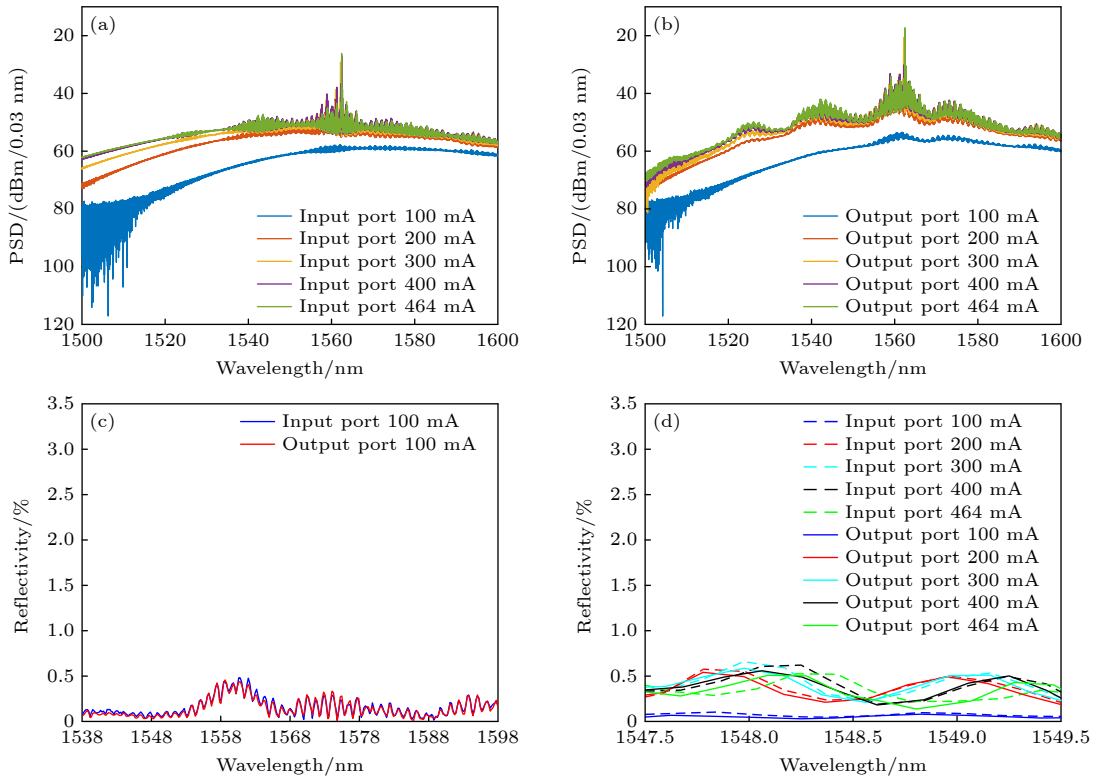 (a)
PSD/(dBm/0.03 nm)
20
40
60
80
100
120
Input port 100 mA
Input port 200 mA
Input port 300 mA
Input port 400 mA
Input port 464 mA
1500 1520 1540 1560 1580 1600
Wavelength/nm
(b)
PSD/(dBm/0.03 nm)
20
40
60
80
100
120
Output port 100 mA
Output port 200 mA
Output port 300 mA
Output port 400 mA
Output port 464 mA
1500 1520 1540 1560 1580 1600
Wavelength/nm
(c)
Reflectivity/%
3.5
3.0
2.5
2.0
1.5
1.0
0.5
0
Input port 100 mA
Output port 100 mA
1538 1548 1558 1568 1578 1588 1598
Wavelength/nm
(d)
Reflectivity/%
3.5
3.0
2.5
2.0
1.5
1.0
0.5
0
Input port 100 mA
Input port 200 mA
Input port 300 mA
Input port 400 mA
Input port 464 mA
Output port 100 mA
Output port 200 mA
Output port 300 mA
Output port 400 mA
Output port 464 mA
1547.5 1548.0 1548.5 1549.0 1549.5
Wavelength/nm